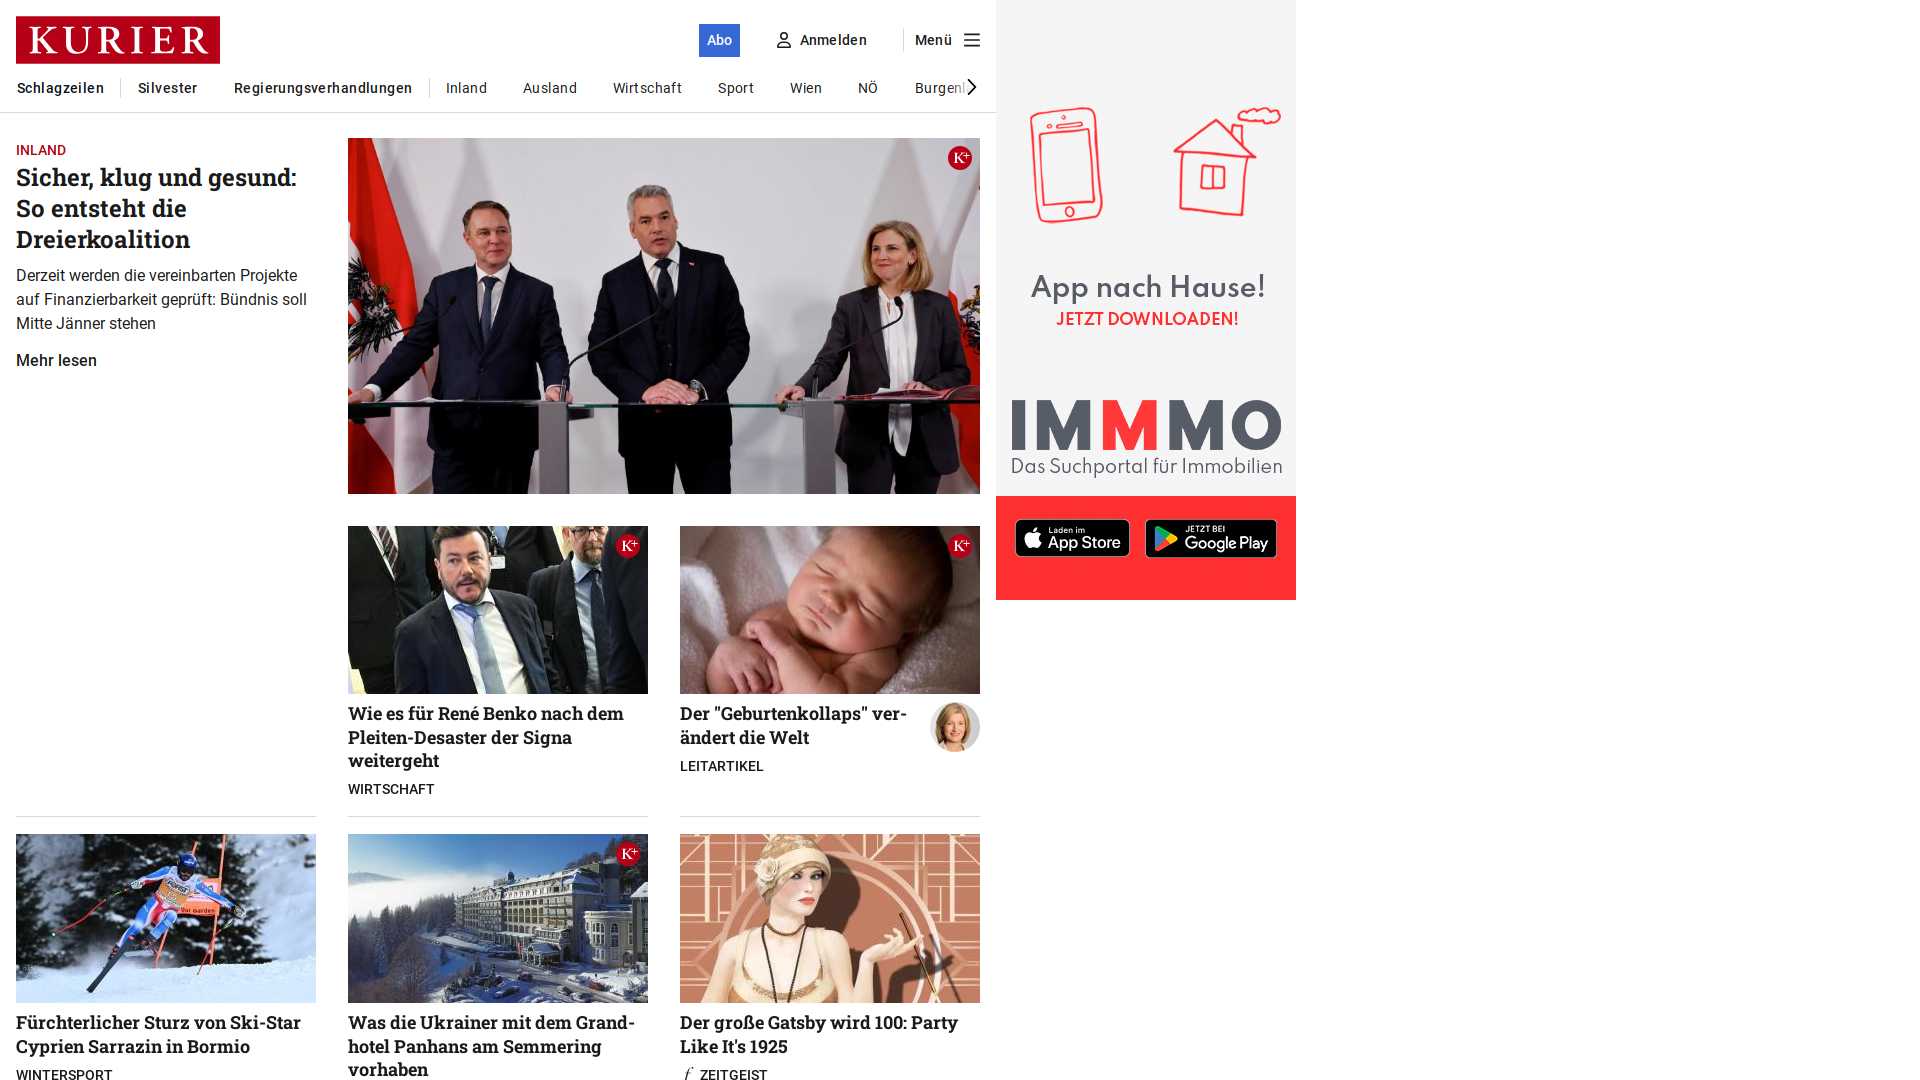 KURIER
Abo
Anmelden
Menü
Schlagzeilen
Silvester
Regierungsverhandlungen
Inland
Ausland
Wirtschaft
Sport
Wien
NÖ
INLAND
Sicher, klug und gesund:
So entsteht die
Dreierkoalition
Derzeit werden die vereinbarten Projekte
auf Finanzierbarkeit geprüft: Bündnis soll
Mitte Jänner stehen
Mehr lesen
K+
K+
Wie es für René Benko nach dem
Pleiten-Desaster der Signa
weitergeht
WIRTSCHAFT
K+
Der "Geburtenkollaps" ver-
ändert die Welt
LEITARTIKEL
Fürchterlicher Sturz von Ski-Star
Cyprien Sarrazin in Bormio
WINTERSPORT
K+
Was die Ukrainer mit dem Grand-
hotel Panhans am Semmering
vorhaben
Der große Gatsby wird 100: Party
Like It's 1925
f ZEITGEIST
App nach Hause!
JETZT DOWNLOADEN!
IMMMO
Das Suchportal für Immobilien
Laden im
App Store
JETZT BEI
Google Play